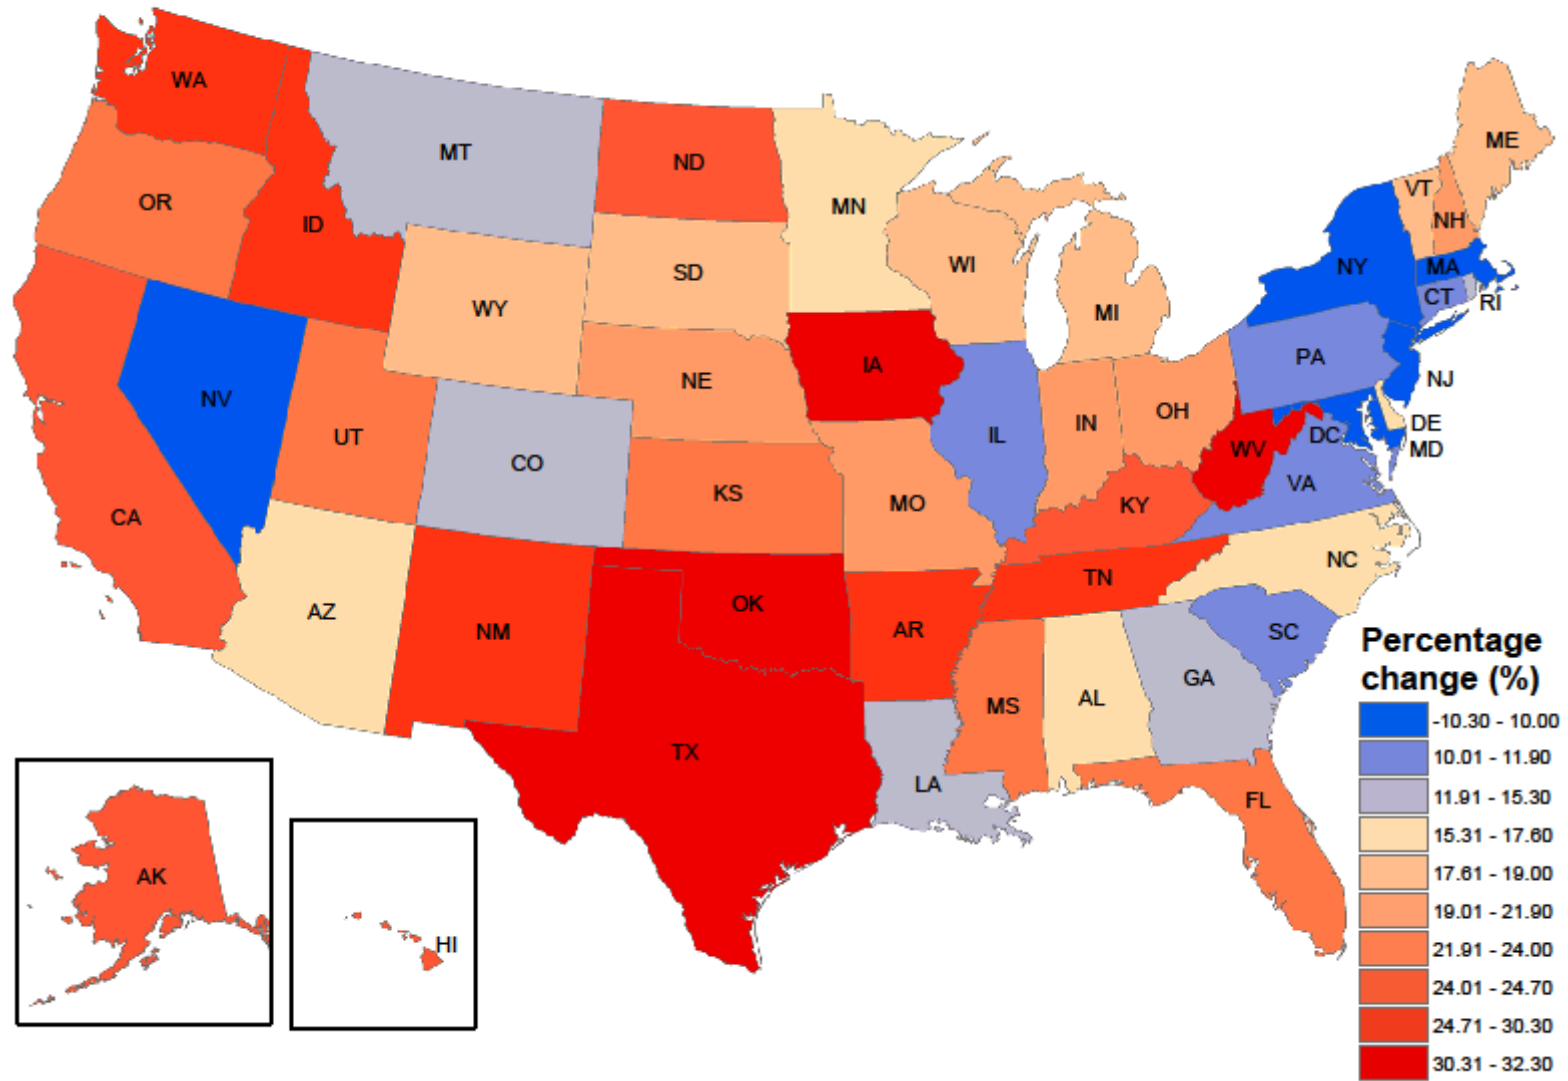 WA
MT
ND
MN
ME
VT
NH
OR
ID
SD
WI
MI
NY
MA
CT
RI
WY
IA
PA
NJ
NE
NV
UT
CO
IL
IN
OH
DE
DC
MD
WV
VA
CA
KS
MO
KY
NC
AZ
NM
OK
AR
TN
SC
MS
AL
GA
TX
LA
FL
AK
HI
Percentage
change (%)
-10.30 - 10.00
10.01 - 11.90
11.91 - 15.30
15.31 - 17.60
17.61 - 19.00
19.01 - 21.90
21.91 - 24.00
24.01 - 24.70
24.71 - 30.30
30.31 - 32.30